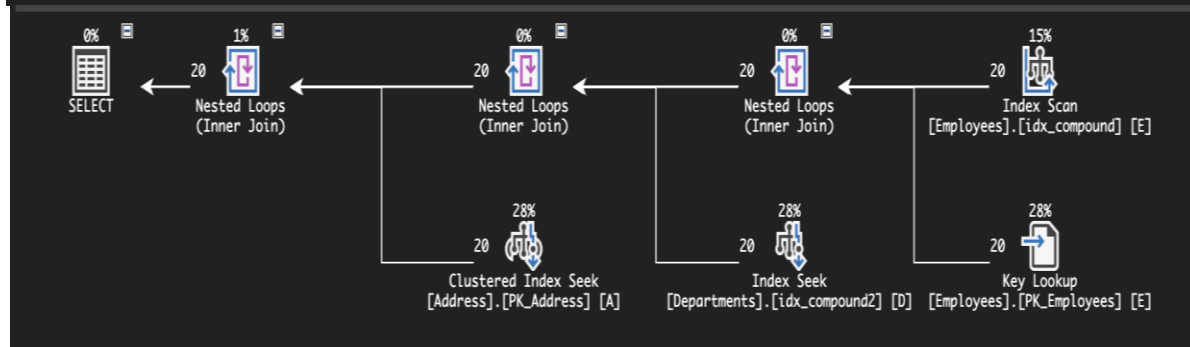 0%
20
SELECT
1%
Nested Loops
(Inner Join)
0%
20
Nested Loops
(Inner Join)
0%
20
Nested Loops
(Inner Join)
15%
20
Index Scan
[Employees].[idx_compound] [E]
28%
20
Clustered Index Seek
[Address].[PK_Address] [A]
28%
20
Index Seek
[Departments].[idx_compound2] [D]
28%
20
Key Lookup
[Employees].[PK_Employees] [E]